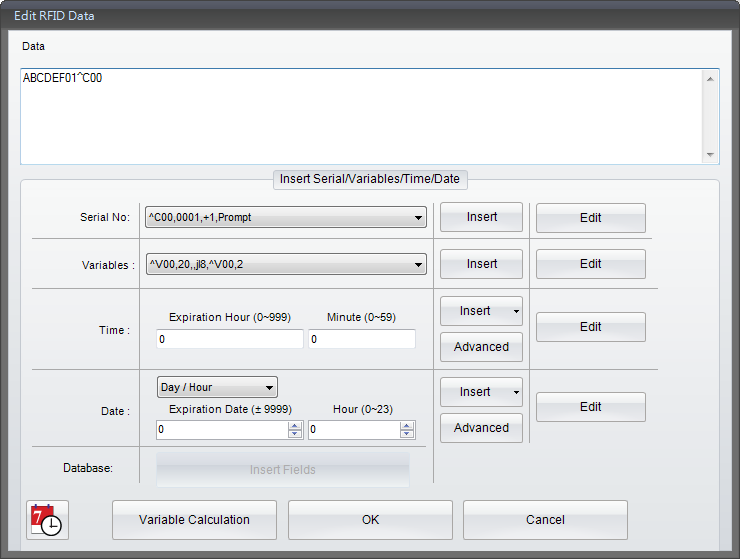 Edit RFID Data
Data
ABCDEF01^C00
Insert Serial/Variables/Time/Date
Serial No: ^C00,0001,+1,Prompt Insert Edit
Variables : ^V00,20,,jl8,^V00,2 Insert Edit
Expiration Hour (0~999) Minute (0~59) Insert
Time : 0 0 Edit
Advanced
Day / Hour Insert
Date : Expiration Date (± 9999) Hour (0~23) Edit
0 0 Advanced
Database: Insert Fields
7 Variable Calculation OK Cancel